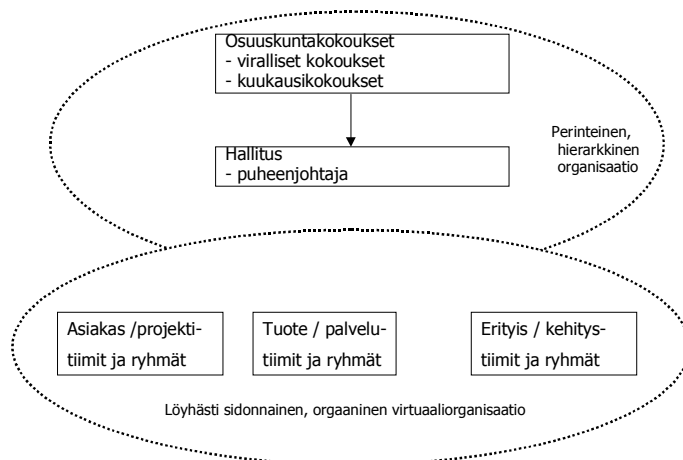 Osuuskuntakokoukset
- viralliset kokoukset
- kuukausikokoukset
Perinteinen,
hierarkkinen
organisaatio
Hallitus
- puheenjohtaja
Asiakas /projekti-
tiimit ja ryhmät
Tuote / palvelu-
tiimit ja ryhmät
Erityis / kehitys-
tiimit ja ryhmät
Löyhästi sidonnainen, orgaaninen virtuaaliorganisaatio